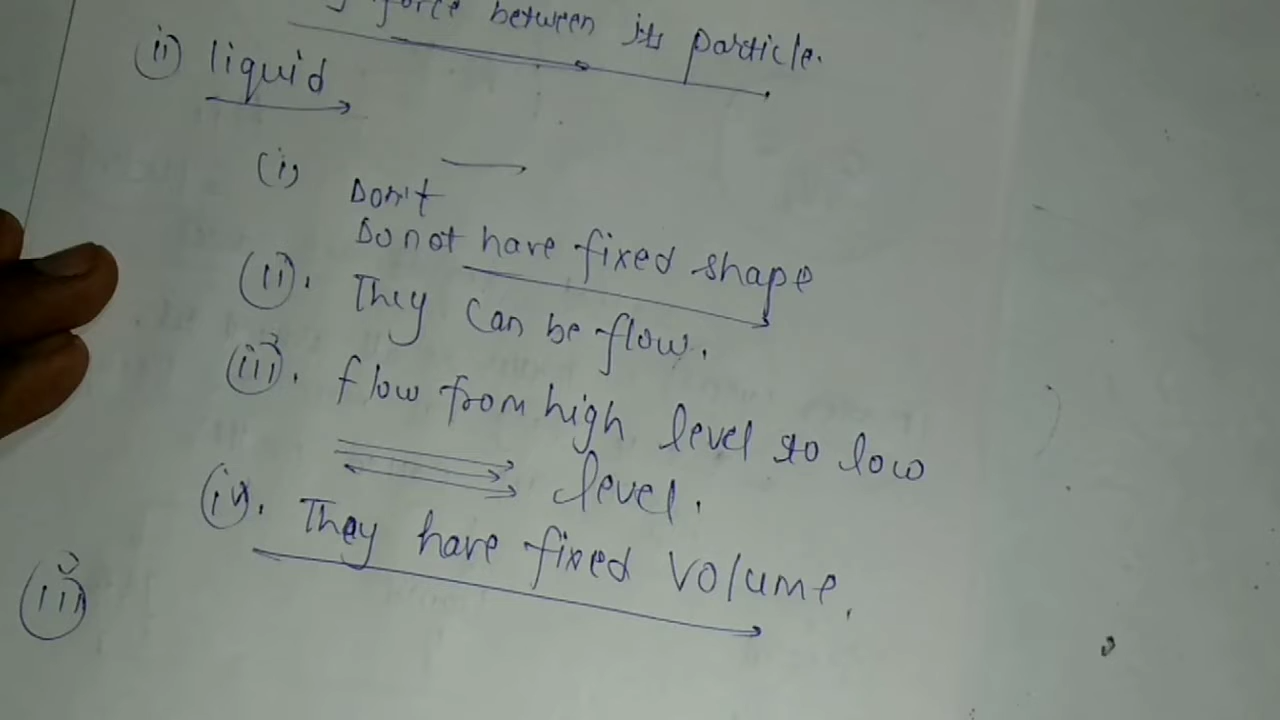 force between its particle.
(ii) liquid
(i)
Don't
Do not have fixed shape
(ii). They can be flow.
(iii). flow from high level to low
level.
(iv). They have fixed volume.
(iii)